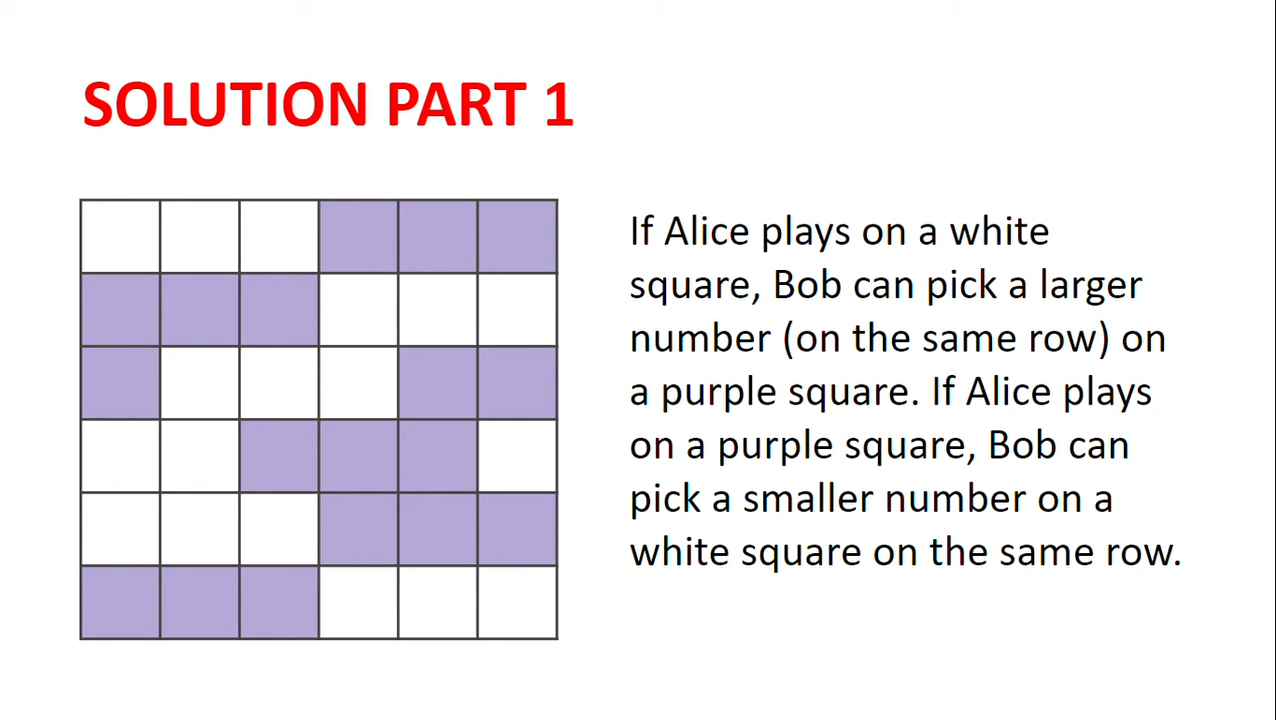 SOLUTION PART 1
If Alice plays on a white
square, Bob can pick a larger
number (on the same row) on
a purple square. If Alice plays
on a purple square, Bob can
pick a smaller number on a
white square on the same row.